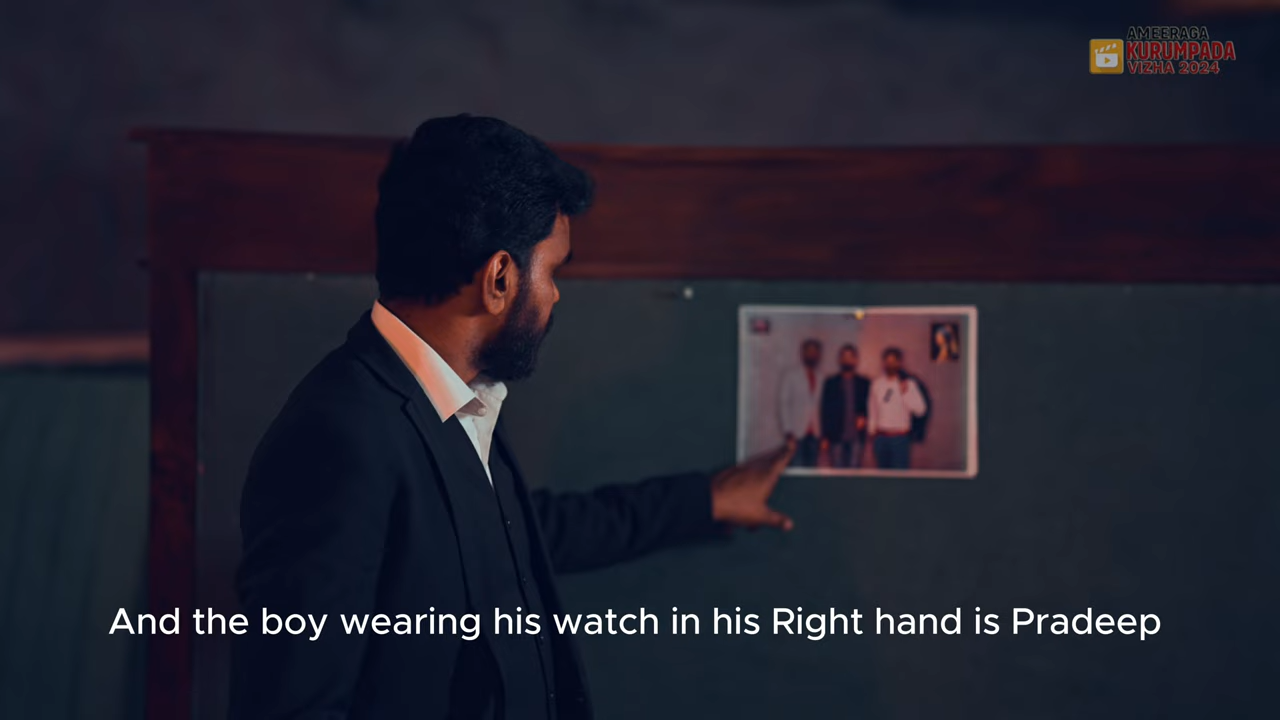 AMEERAGA
KURUMPADA
VIZHA 2024
And the boy wearing his watch in his Right hand is Pradeep